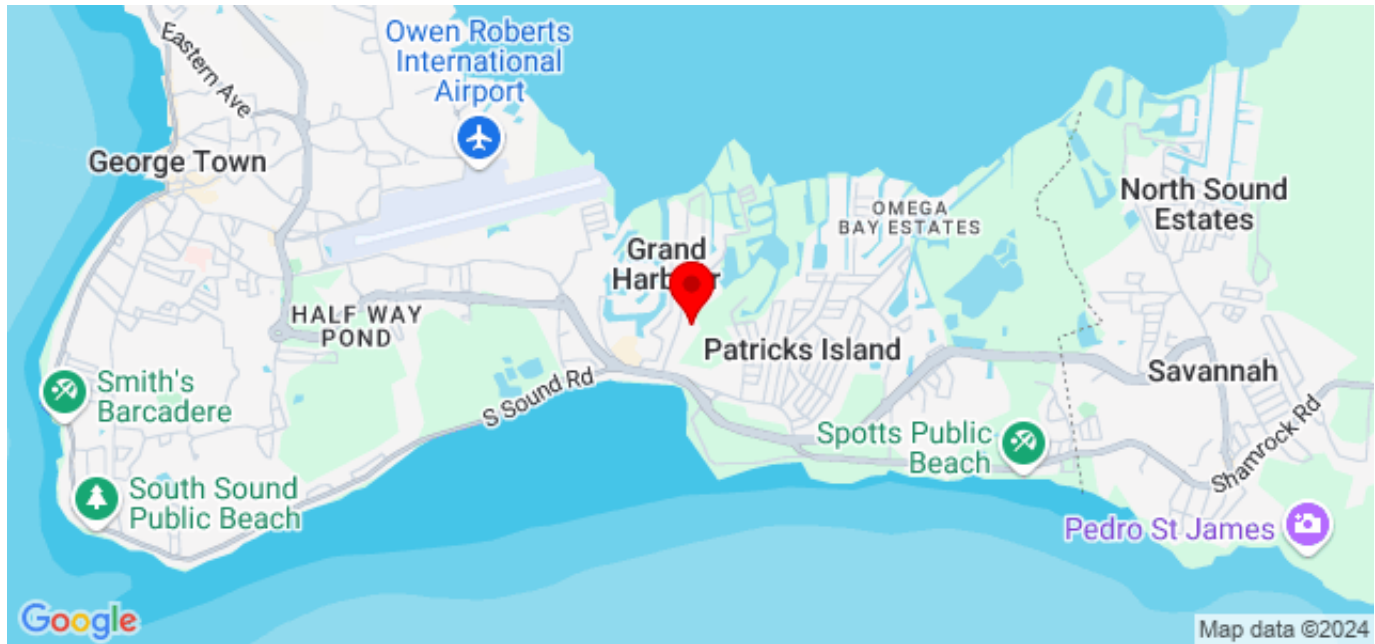 Owen Roberts
International
Airport
Eastern Ave
George Town
North Sound
Estates
OMEGA
BAY ESTATES
Grand
Harbour
HALF WAY
POND
Patricks Island
Savannah
Smith's
Barcadere
S Sound Rd
Spotts Public
Beach
Shamrock Rd
South Sound
Public Beach
Pedro St James
Google
Map data ©2024